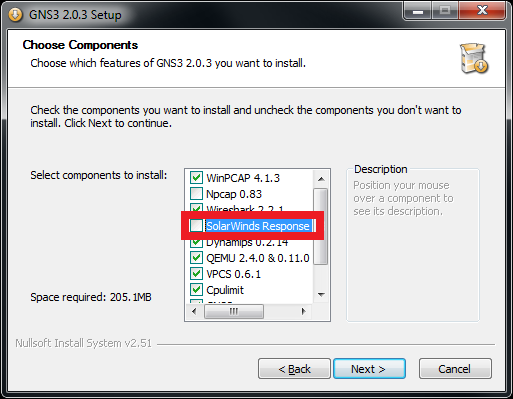 GNS3 2.0.3 Setup
Choose Components
Choose which features of GNS3 2.0.3 you want to install.
Check the components you want to install and uncheck the components you don't want to
install. Click Next to continue.
Select components to install:
WinPCAP 4.1.3
Npcap 0.83
Wireshark 2.2.1
SolarWinds Response
Dynamips 0.2.14
QEMU 2.4.0 & 0.11.0
VPCS 0.6.1
Cpulimit
Description
Position your mouse
over a component to
see its description.
Space required: 205.1MB
Nullsoft Install System v2.51
< Back
Next >
Cancel